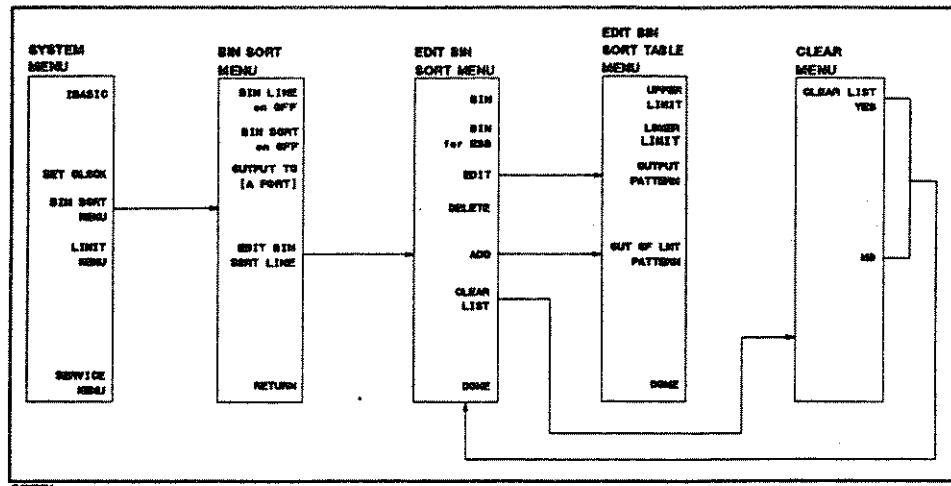 SYSTEM
MENU
IBASIC
SET CLOCK
BIN SORT
MENU
LIMIT
MENU
SERVICE
MENU
BIN SORT
MENU
BIN LINE
on OFF
BIN SORT
on OFF
OUTPUT TO
[A PORT]
EDIT BIN
SORT LINE
RETURN
EDIT BIN
SORT MENU
BIN
BIN
for ESB
EDIT
DELETE
ADD
CLEAR
LIST
DONE
EDIT BIN
SORT TABLE
MENU
UPPER
LIMIT
LOWER
LIMIT
OUTPUT
PATTERN
OUT OF LMT
PATTERN
DONE
CLEAR
MENU
CLEAR LIST
YES
NO